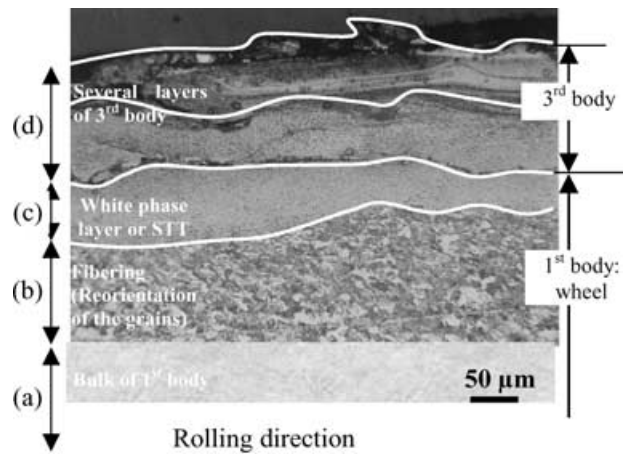 Several layers
of 3rd body
(d)
3rd
body
(c)
White phase
layer or STT
(b)
Fibering
(Reorientation
of the grains)
1st body:
wheel
(a)
Bulk of 1st body
50 µm
Rolling direction